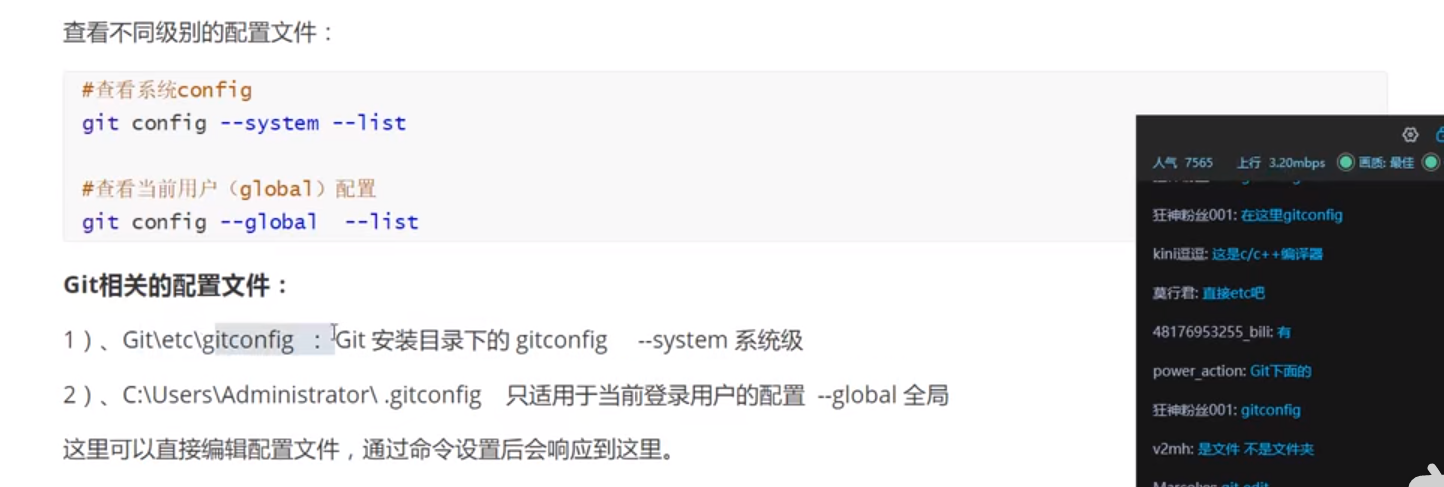 查看不同级别的配置文件：
#查看系统config
git config --system --list
#查看当前用户（global）配置
git config --global --list
Git相关的配置文件：
1）、Git\etc\gitconfig ：Git 安装目录下的 gitconfig --system 系统级
2）、C:\Users\Administrator\ .gitconfig 只适用于当前登录用户的配置 --global 全局
这里可以直接编辑配置文件，通过命令设置后会响应到这里。
人气 7565 上行 3.20mbps 画质: 最佳
狂神粉丝001: 在这里gitconfig
kinl逗逗: 这是c/c++编译器
莫行君: 直接etc吧
48176953255_bili: 有
power_action: Git下面的
狂神粉丝001: gitconfig
v2mh: 是文件 不是文件夹